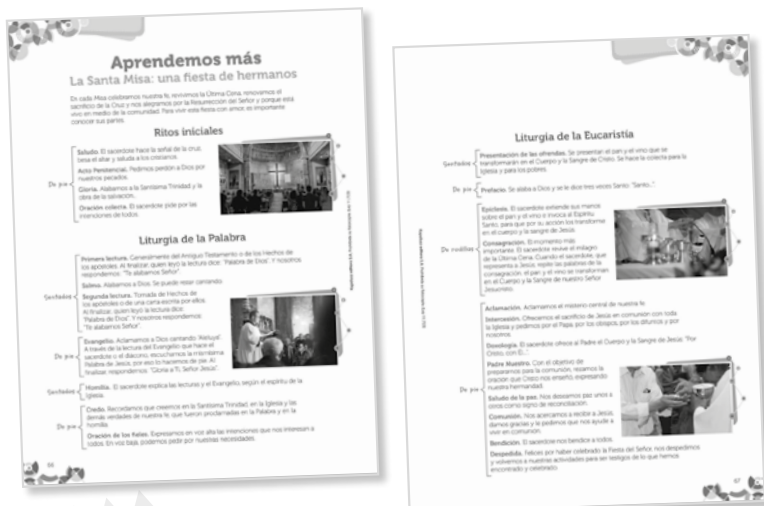 Aprendemos más
La Santa Misa: una fiesta de hermanos
En cada Misa celebramos nuestra fe, revivimos la Última Cena, renovamos el
sacrificio de la Cruz y nos alegramos por la Resurrección del Señor y porque está
vivo en medio de la comunidad. Para vivir esta fiesta con amor, es importante
conocer sus partes.
Ritos iniciales
De pie
Saludo. El sacerdote hace la señal de la cruz,
besa el altar y saluda a los cristianos.
Acto Penitencial. Pedimos perdón a Dios por
nuestros pecados.
Gloria. Alabamos a la Santísima Trinidad y la
obra de la salvación.
Oración colecta. El sacerdote pide por las
intenciones de todos.
Liturgia de la Palabra
Sentados
Primera lectura. Generalmente del Antiguo Testamento o de los Hechos de
los apóstoles. Al finalizar, quien leyó la lectura dice: "Palabra de Dios". Y nosotros
respondemos: "Te alabamos Señor".
Salmo. Alabamos a Dios. Se puede rezar cantando.
Segunda lectura. Tomada de Hechos de
los apóstoles o de una carta escrita por ellos.
Al finalizar, quien leyó la lectura dice:
"Palabra de Dios". Y nosotros respondemos:
"Te alabamos Señor".
De pie
Evangelio. Aclamamos a Dios cantando "Aleluya".
A través de la lectura del Evangelio que hace el
sacerdote o el diácono, escuchamos la mismísima
Palabra de Jesús, por eso lo hacemos de pie. Al
finalizar respondemos: "Gloria a Ti, Señor Jesús".
Sentados
Homilía. El sacerdote explica las lecturas y el Evangelio, según el espíritu de la
Iglesia.
De pie
Credo. Recordamos que creemos en la Santísima Trinidad, en la Iglesia y las
demás verdades de nuestra fe, que fueron proclamadas en la Palabra y en la
homilía.
Oración de los fieles. Expresamos en voz alta las intenciones que nos interesan a
todos. En voz baja, podemos pedir por nuestras necesidades.
66
Liturgia de la Eucaristía
Sentados
Presentación de las ofrendas. Se presentan el pan y el vino que se
transformarán en el Cuerpo y la Sangre de Cristo. Se hace la colecta para la
Iglesia y para los pobres.
De pie
Prefacio. Se alaba a Dios y se le dice tres veces Santo: "Santo...".
De rodillas
Epíclesis. El sacerdote extiende sus manos
sobre el pan y el vino e invoca al Espíritu
Santo, para que por su acción los transforme
en el cuerpo y la sangre de Jesús.
Consagración. El momento más
importante. El sacerdote revive el milagro
de la Última Cena. Cuando el sacerdote, que
representa a Jesús, repite las palabras de la
consagración, el pan y el vino se transforman
en el Cuerpo y la Sangre de Nuestro Señor
Jesucristo.
De pie
Aclamación. Aclamamos el misterio central de nuestra fe.
Intercesión. Ofrecemos el sacrificio de Jesús en comunión con toda
la Iglesia y pedimos por el Papa, por los obispos, por los difuntos y por
nosotros.
Doxología. El sacerdote ofrece al Padre el Cuerpo y la Sangre de Jesús: "Por
Cristo, con Él...".
Padre Nuestro. Con el objetivo de
prepararnos para la comunión, rezamos la
oración que Cristo nos enseñó, expresando
nuestra hermandad.
Saludo de la paz. Nos deseamos paz unos a
otros como signo de reconciliación.
Comunión. Nos acercamos a recibir a Jesús,
damos gracias y le pedimos que nos ayude a
vivir en comunión.
Bendición. El sacerdote nos bendice a todos.
Despedida. Felices por haber celebrado la Fiesta del Señor, nos despedimos
y volvemos a nuestras actividades para ser testigos de lo que hemos
encontrado y celebrado.
67